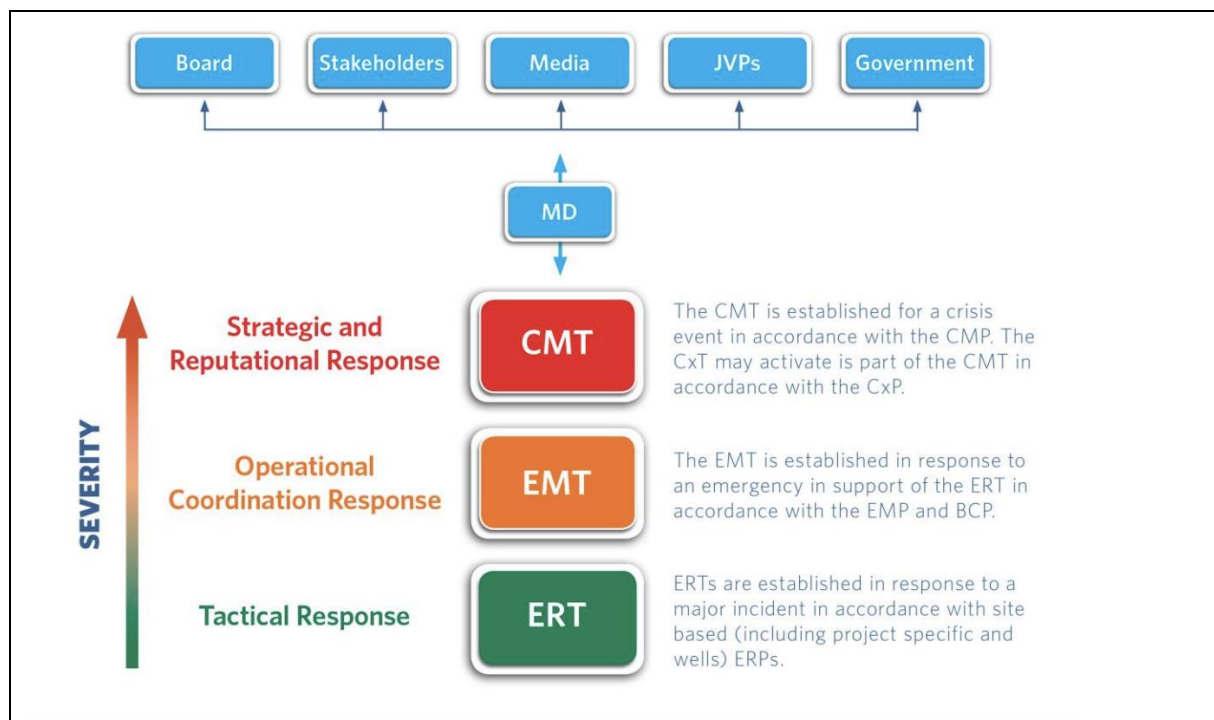 Board
Stakeholders
Media
JVPs
Government
MD
SEVERITY
Strategic and
Reputational Response
CMT
The CMT is established for a crisis
event in accordance with the CMP. The
CxT may activate is part of the CMT in
accordance with the CxP.
Operational
Coordination Response
EMT
The EMT is established in response to
an emergency in support of the ERT in
accordance with the EMP and BCP.
Tactical Response
ERT
ERTs are established in response to a
major incident in accordance with site
based (including project specific and
wells) ERPs.